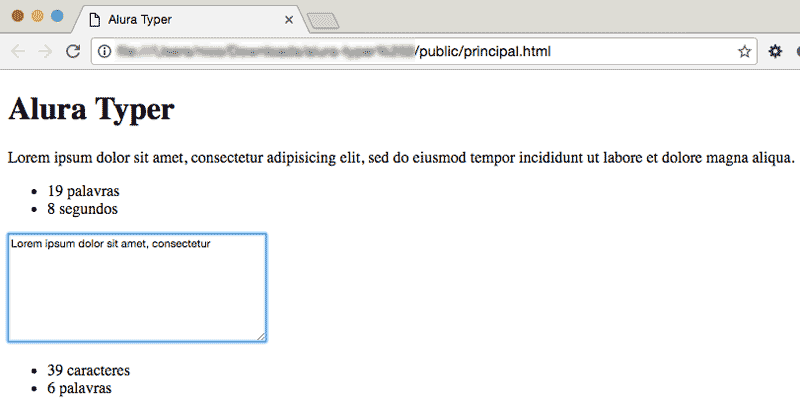 Alura Typer
/public/principal.html
Alura Typer
Lorem ipsum dolor sit amet, consectetur adipisicing elit, sed do eiusmod tempor incididunt ut labore et dolore magna aliqua.
19 palavras
8 segundos
Lorem ipsum dolor sit amet, consectetur
39 caracteres
6 palavras